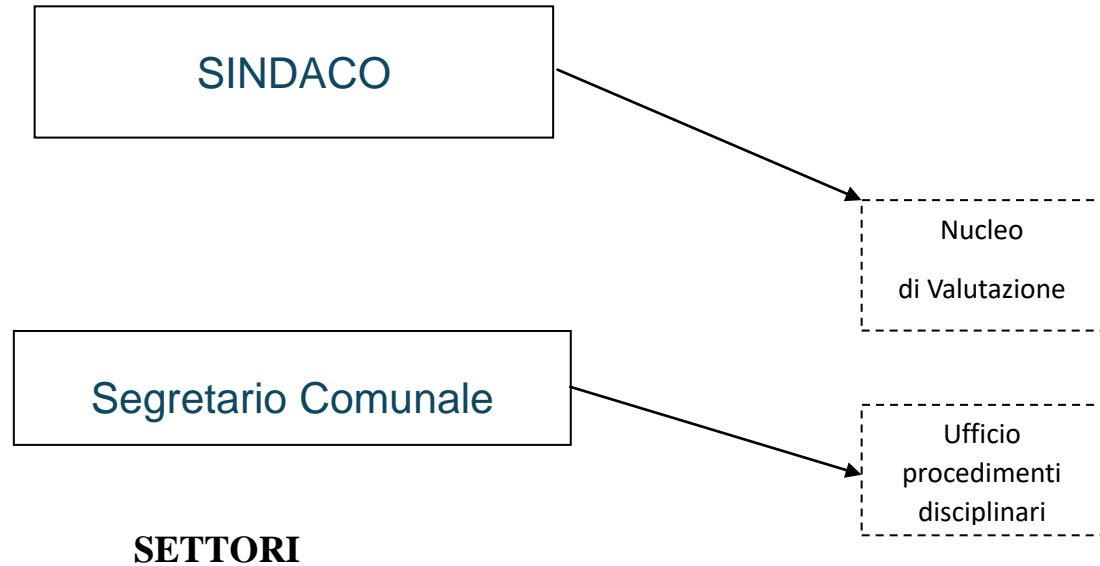 SINDACO
Nucleo
di Valutazione
Segretario Comunale
Ufficio
procedimenti
disciplinari
SETTORI